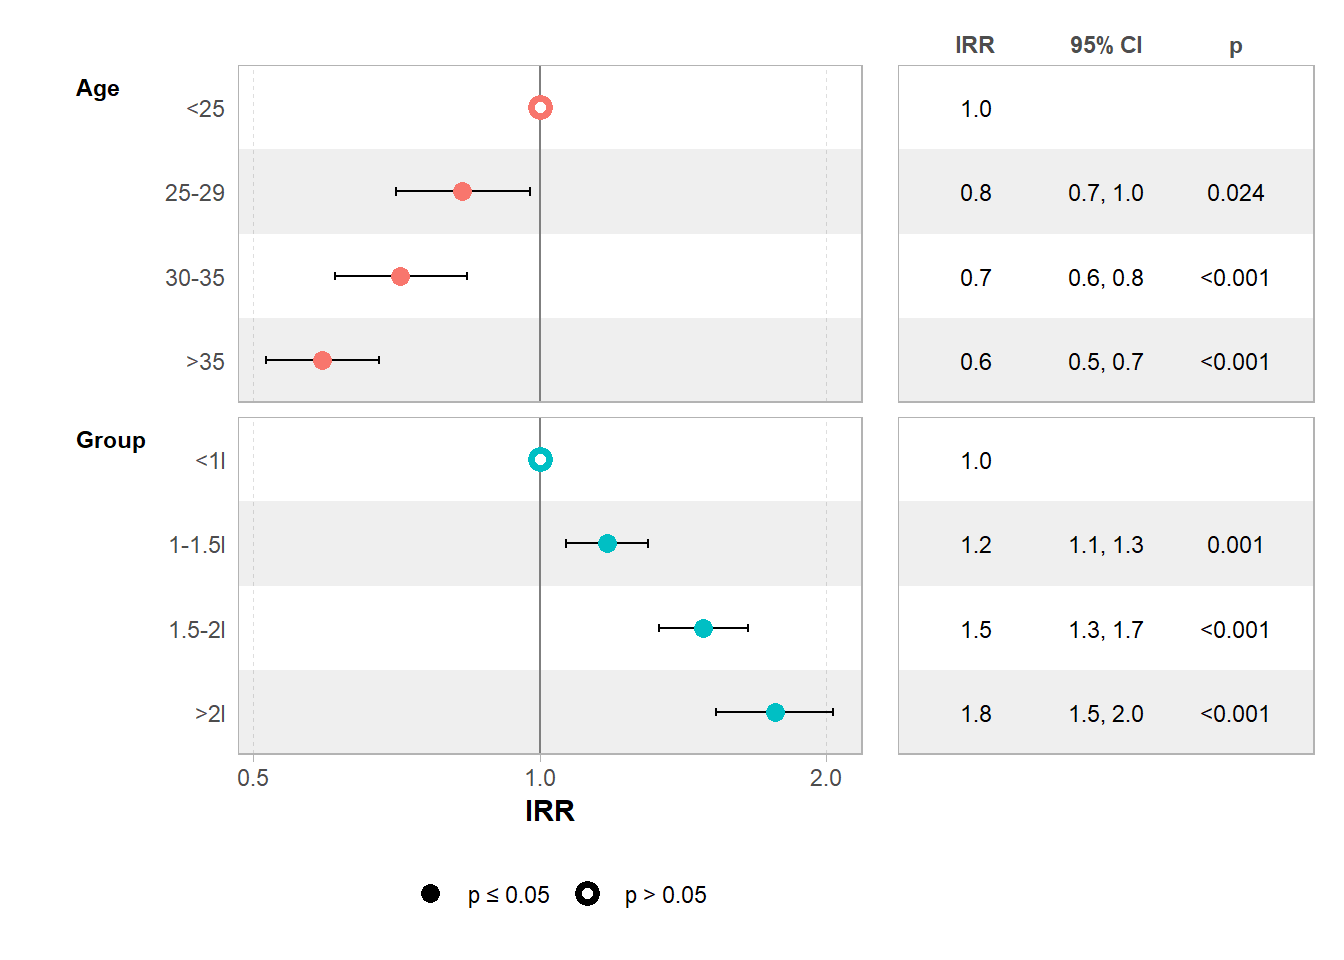 IRR 95% CI p
Age
<25 1.0
25-29 0.8 0.7, 1.0 0.024
30-35 0.7 0.6, 0.8 <0.001
>35 0.6 0.5, 0.7 <0.001
Group
<1l 1.0
1-1.5l 1.2 1.1, 1.3 0.001
1.5-2l 1.5 1.3, 1.7 <0.001
>2l 1.8 1.5, 2.0 <0.001
0.5 1.0 2.0
IRR
p ≤ 0.05 p > 0.05